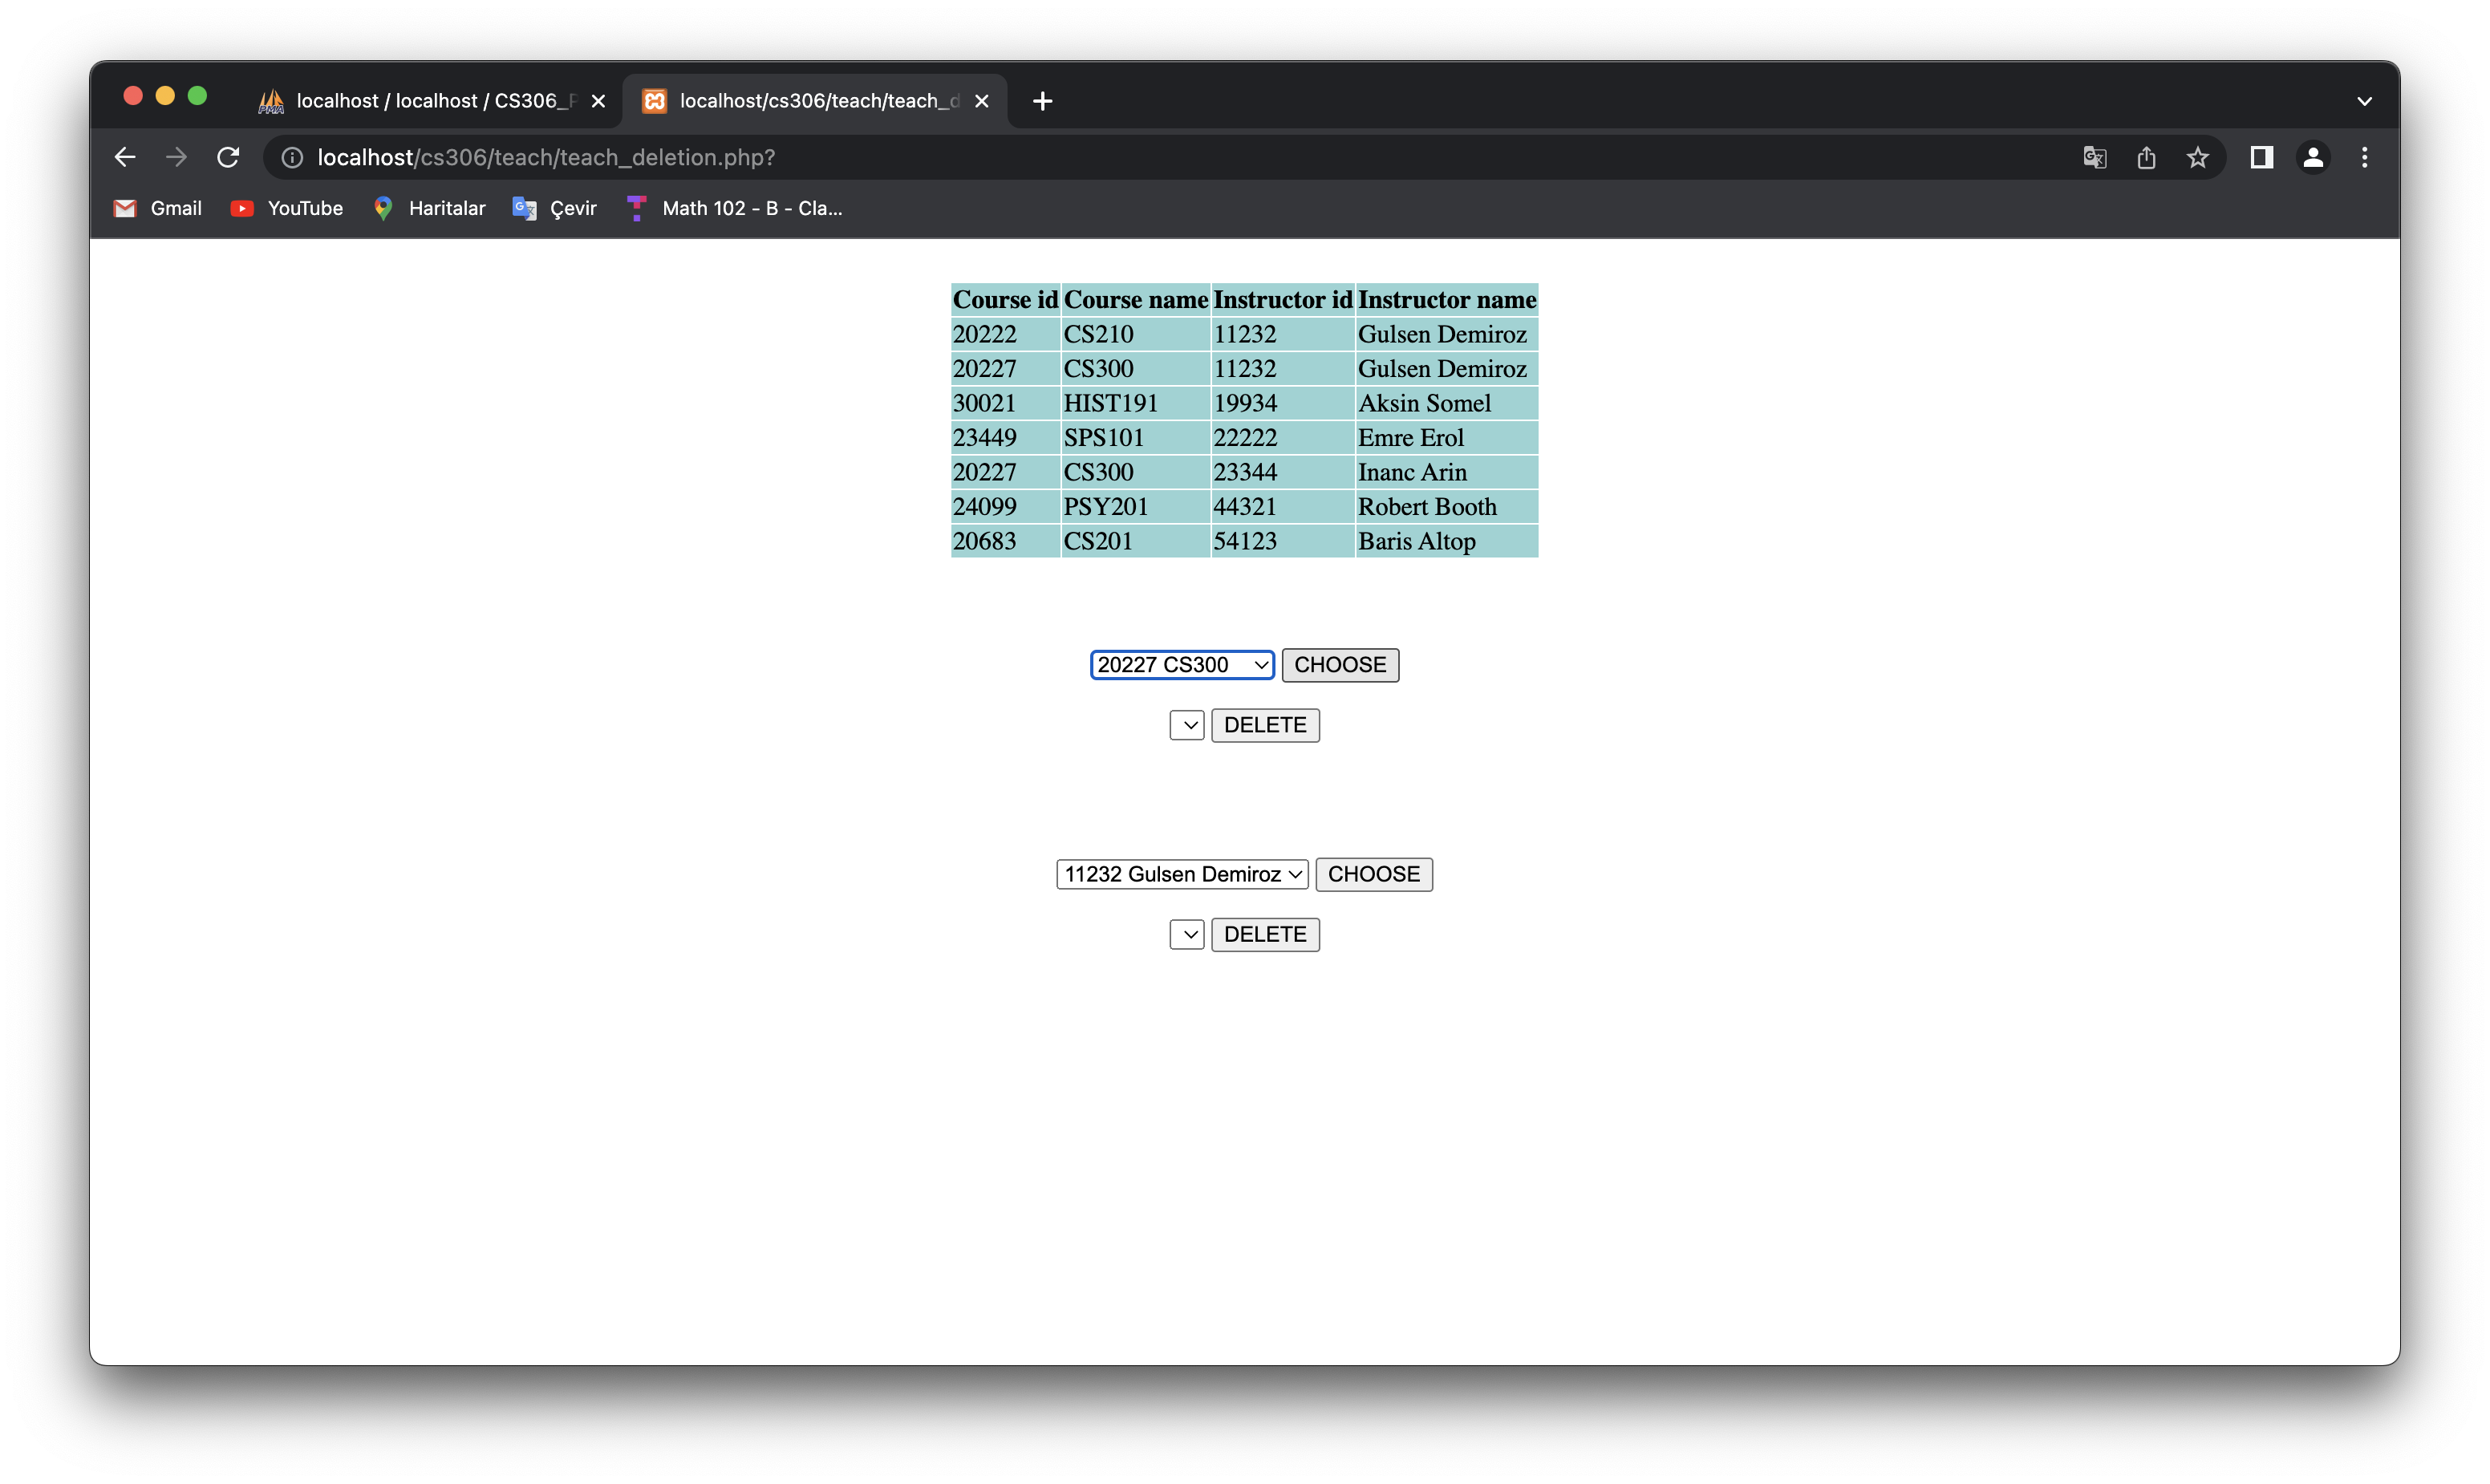 localhost / localhost / CS306_P
localhost/cs306/teach/teach_d
localhost/cs306/teach/teach_deletion.php?
Gmail YouTube Haritalar Çevir Math 102 - B - Cla...
Course id Course name Instructor id Instructor name
20222 CS210 11232 Gulsen Demiroz
20227 CS300 11232 Gulsen Demiroz
30021 HIST191 19934 Aksin Somel
23449 SPS101 22222 Emre Erol
20227 CS300 23344 Inanc Arin
24099 PSY201 44321 Robert Booth
20683 CS201 54123 Baris Altop
20227 CS300 CHOOSE
DELETE
11232 Gulsen Demiroz CHOOSE
DELETE